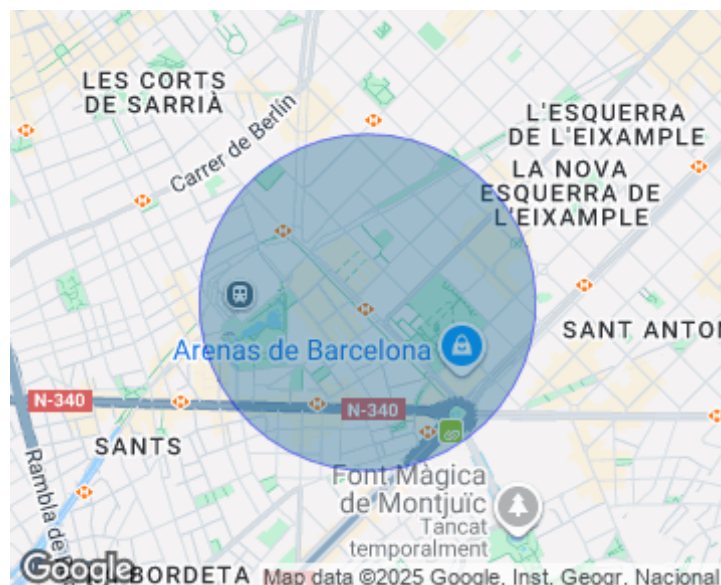 LES CORTS
DE SARRIÀ
Carrer de Berlín
L'ESQUERRA
DE L'EIXAMPLE
LA NOVA
ESQUERRA DE
L'EIXAMPLE
Arenas de Barcelona
SANT ANTO
N-340
N-340
SANTS
Rambla de
Font Màgica
de Montjuïc
Tancat
temporalment
Google
BORDETA
Map data ©2025 Google, Inst. Geogr. Nacional